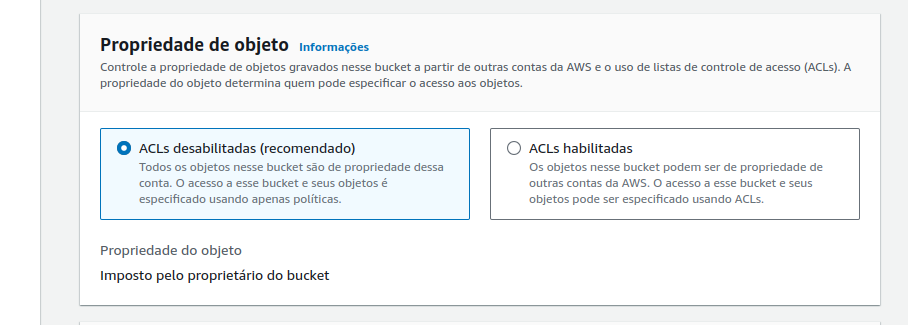 Propriedade de objeto Informações
Controle a propriedade de objetos gravados nesse bucket a partir de outras contas da AWS e o uso de listas de controle de acesso (ACLs). A
propriedade do objeto determina quem pode especificar o acesso aos objetos.
ACLs desabilitadas (recomendado)
Todos os objetos nesse bucket são de propriedade dessa
conta. O acesso a esse bucket e seus objetos é
especificado usando apenas políticas.
ACLs habilitadas
Os objetos nesse bucket podem ser de propriedade de
outras contas da AWS. O acesso a esse bucket e seus
objetos pode ser especificado usando ACLs.
Propriedade do objeto
Imposto pelo proprietário do bucket